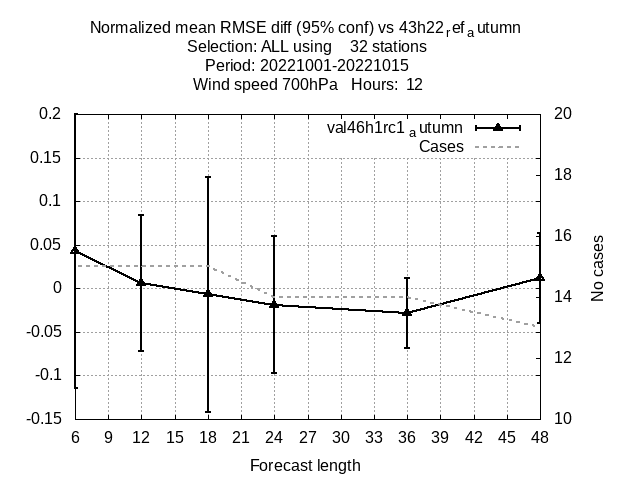 Normalized mean RMSE diff (95% conf) vs 43h22refautumn
Selection: ALL using 32 stations
Period: 20221001-20221015
Wind speed 700hPa Hours: 12
val46h1rc1autumn
Cases
0.2
0.15
0.1
0.05
0
-0.05
-0.1
-0.15
20
18
16
14
12
10
No cases
6 9 12 15 18 21 24 27 30 33 36 39 42 45 48
Forecast length